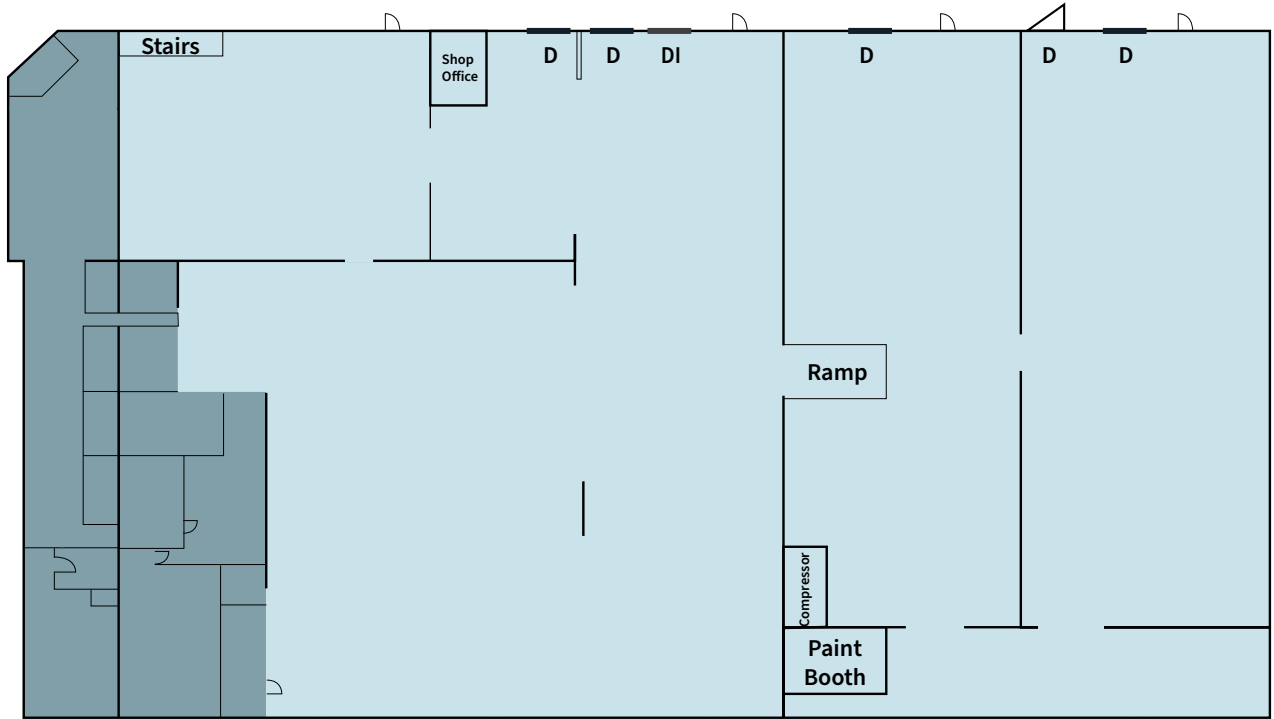 Stairs
Shop
Office
D
D
DI
D
D
D
Ramp
Compressor
Paint
Booth